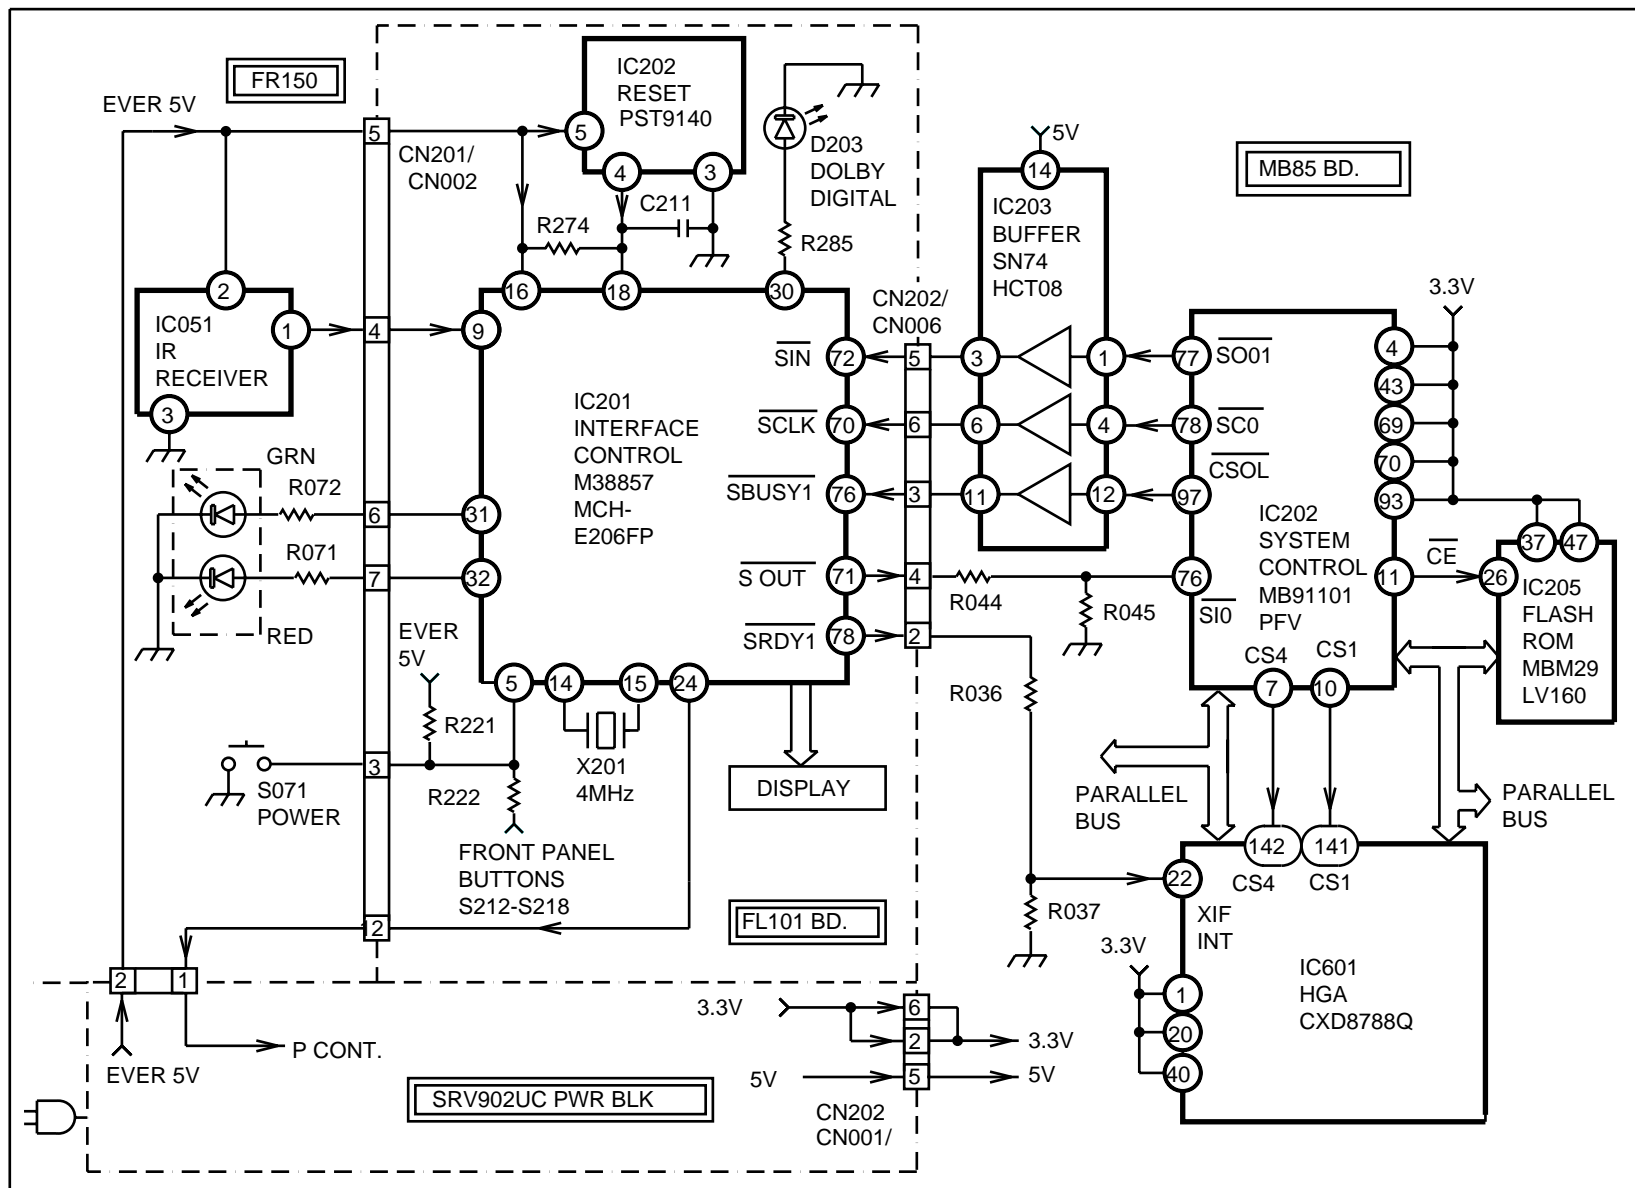 FR150
EVER 5V
5
CN201/
CN002
IC202
RESET
PST9140
5
4
3
C211
R274
D203
DOLBY
DIGITAL
R285
5V
14
IC203
BUFFER
SN74
HCT08
MB85 BD.
3.3V
2
IC051
IR
RECEIVER
1
3
4
9
16
18
30
IC201
INTERFACE
CONTROL
M38857
MCH-
E206FP
SIN
72
SCLK
70
SBUSY1
76
S OUT
71
SRDY1
78
CN202/
CN006
5
6
3
4
2
3
1
6
4
11
12
77
SO01
78
SC0
CSOL
97
76
SI0
4
43
69
70
93
IC202
SYSTEM
CONTROL
MB91101
PFV
11
CE
26
37
47
IC205
FLASH
ROM
MBM29
LV160
GRN
R072
6
31
R071
7
32
RED
R044
R045
EVER
5V
R221
5
14
15
24
CS4
CS1
7
10
R036
S071
POWER
3
R222
X201
4MHz
DISPLAY
PARALLEL
BUS
PARALLEL
BUS
FRONT PANEL
BUTTONS
S212-S218
142
141
CS4
CS1
22
XIF
INT
R037
FL101 BD.
12
3.3V
1
20
40
IC601
HGA
CXD8788Q
2
1
EVER 5V
P CONT.
3.3V
6
2
3.3V
5V
5
5V
SRV902UC PWR BLK
CN202
CN001/